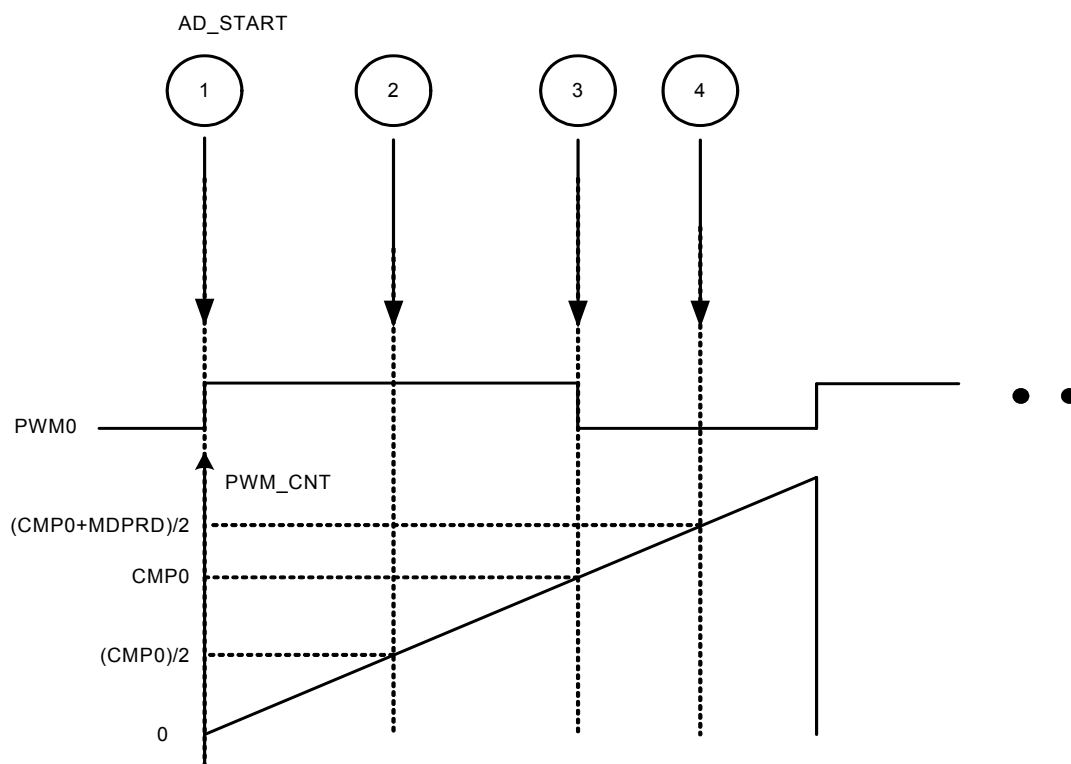 AD_START
1 2 3 4
PWM0
PWM_CNT
(CMP0+MDPRD)/2
CMP0
(CMP0)/2
0